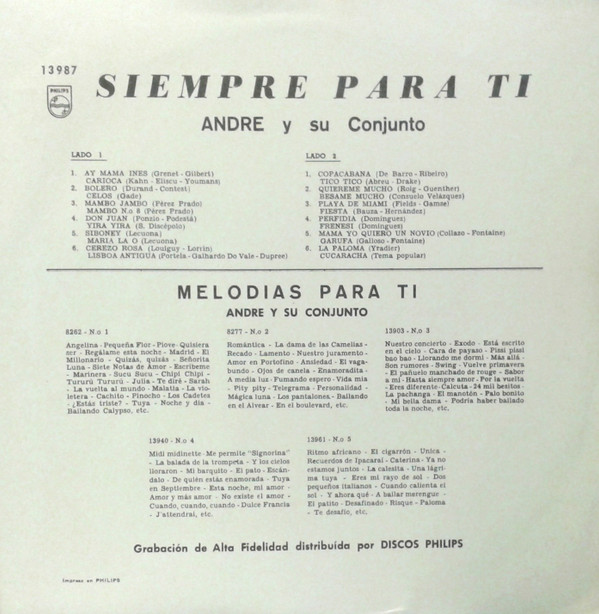 13987
SIEMPRE PARA TI
PHILIPS
ANDRE y su Conjunto
LADO 1
1. AY MAMA INES (Grenet - Gilbert)
CARIOCA (Kahn - Eliscu - Youmans)
2. BOLERO (Durand - Contest)
CELOS (Gade)
3. MAMBO JAMBO (Pérez Prado)
MAMBO N.o 8 (Pérez Prado)
4. DON JUAN (Ponzio - Podestá)
YIRA YIRA (S. Discépolo)
5. SIBONEY (Lecuona)
MARIA LA O (Lecuona)
6. CEREZO ROSA (Louiguy - Lorrin)
LISBOA ANTIGUA (Portela - Galhardo Do Vale - Dupree)
LADO 2
1. COPACABANA (De Barro - Ribeiro)
TICO TICO (Abreu - Drake)
2. QUIEREME MUCHO (Roig - Guenther)
BESAME MUCHO (Consuelo Velázques)
3. PLAYA DE MIAMI (Fields - Gamse)
FIESTA (Bauza - Hernández)
4. PERFIDIA (Domínguez)
FRENESI (Domínguez)
5. MAMA YO QUIERO UN NOVIO (Collazo - Fontaine)
GARUFA (Galloso - Fontaine)
6. LA PALOMA (Yradier)
CUCARACHA (Tema popular)
MELODIAS PARA TI
ANDRE Y SU CONJUNTO
6262 - N.o 1
Angelina - Pequeña Flor - Piove - Quisiera
ser - Regálame esta noche - Madrid - El
Millonario - Quizás, quizás - Señorita
Luna - Siete Notas de Amor - Escríbeme
- Marinera - Sucu Sucu - Chipi Chipi -
Tururú Tururú - Julia - Te diré - Sarah
- La vuelta al mundo - Malatia - La vio-
letera - Cachito - Pinocho - Los Cadetes
- ¿Estás triste? - Tuya - Noche y día -
Bailando Calypso, etc.
6277 - N.o 2
Romántica - La dama de las Camelias -
Recado - Lamento - Nuestro juramento -
Amor en Portofino - Ansiedad - El vaga-
bundo - Ojos de canela - Enamoradita -
A media luz - Fumando espero - Vida mía
- Pity pity - Telegrama - Personalidad -
Mágica luna - Los pantalones - Bailando
en el Alvear - En el boulevard, etc.
13903 - N.o 3
Nuestro concierto - Exodo - Está escrito
en el cielo - Cara de payaso - Pissi pissi
bao bao - Llorando me dormí - Más allá -
Son rumores - Swing - Vuelve primavera
- El pañuelo manchado de rouge - Sabor
a mí - Hasta siempre amor - Por la vuelta
- Eres diferente - Calcuta - 24 mil besitos -
La pachanga - El manotón - Palo bonito
- Mi bella dama - Podría haber bailado
toda la noche, etc.
13940 - N.o 4
Midi midinette - Me permite "Signorina"
- La balada de la trompeta - Y los cielos
lloraron - Mi barquito - El palo - Escán-
dalo - De quién estás enamorada - Tuya
en Septiembre - Esta noche, mi amor -
Amor y más amor - No existe el amor -
Cuando, cuando, cuando - Dulce Francia
- J'attendrai, etc.
13961 - N.o 5
Ritmo africano - El cigarrón - Unica -
Recuerdos de Ipacaraí - Caterina - Ya no
estamos juntos - La calesita - Una lágri-
ma tuya - Eres mi rayo de sol - Dos
pequeños italianos - Cuando calienta el
sol - Y ahora qué - A bailar merengue -
El patito - Desafinado - Risque - Paloma
- Te desafío, etc.
Grabación de Alta Fidelidad distribuida por DISCOS PHILIPS
Impreso en PHILIPS